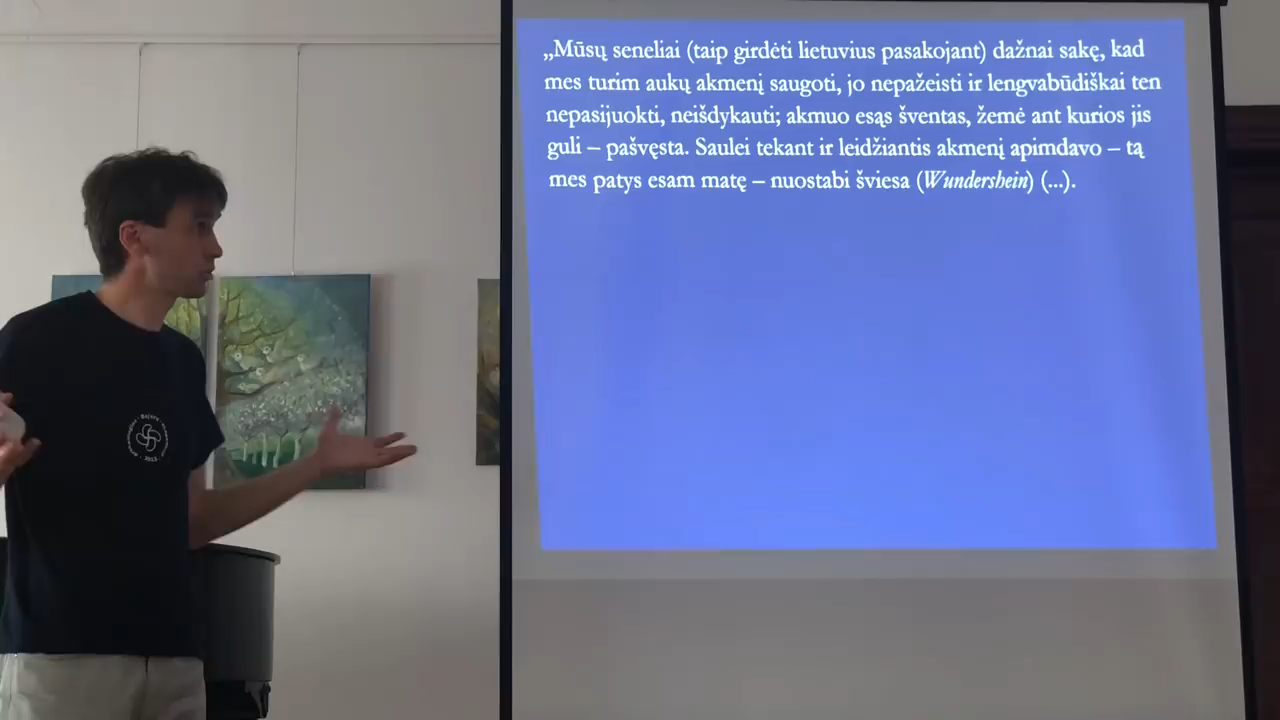 „Mūsų seneliai (taip girdėti lietuvius pasakojant) dažnai sakę, kad
mes turim aukų akmenį saugoti, jo nepažeisti ir lengvabūdiškai ten
nepasijuokti, neišdykauti; akmuo esąs šventas, žemė ant kurios jis
guli – pašvęsta. Saulei tekant ir leidžiantis akmenį apimdavo – tą
mes patys esam matę – nuostabi šviesa (Wundershein) (...).
2013